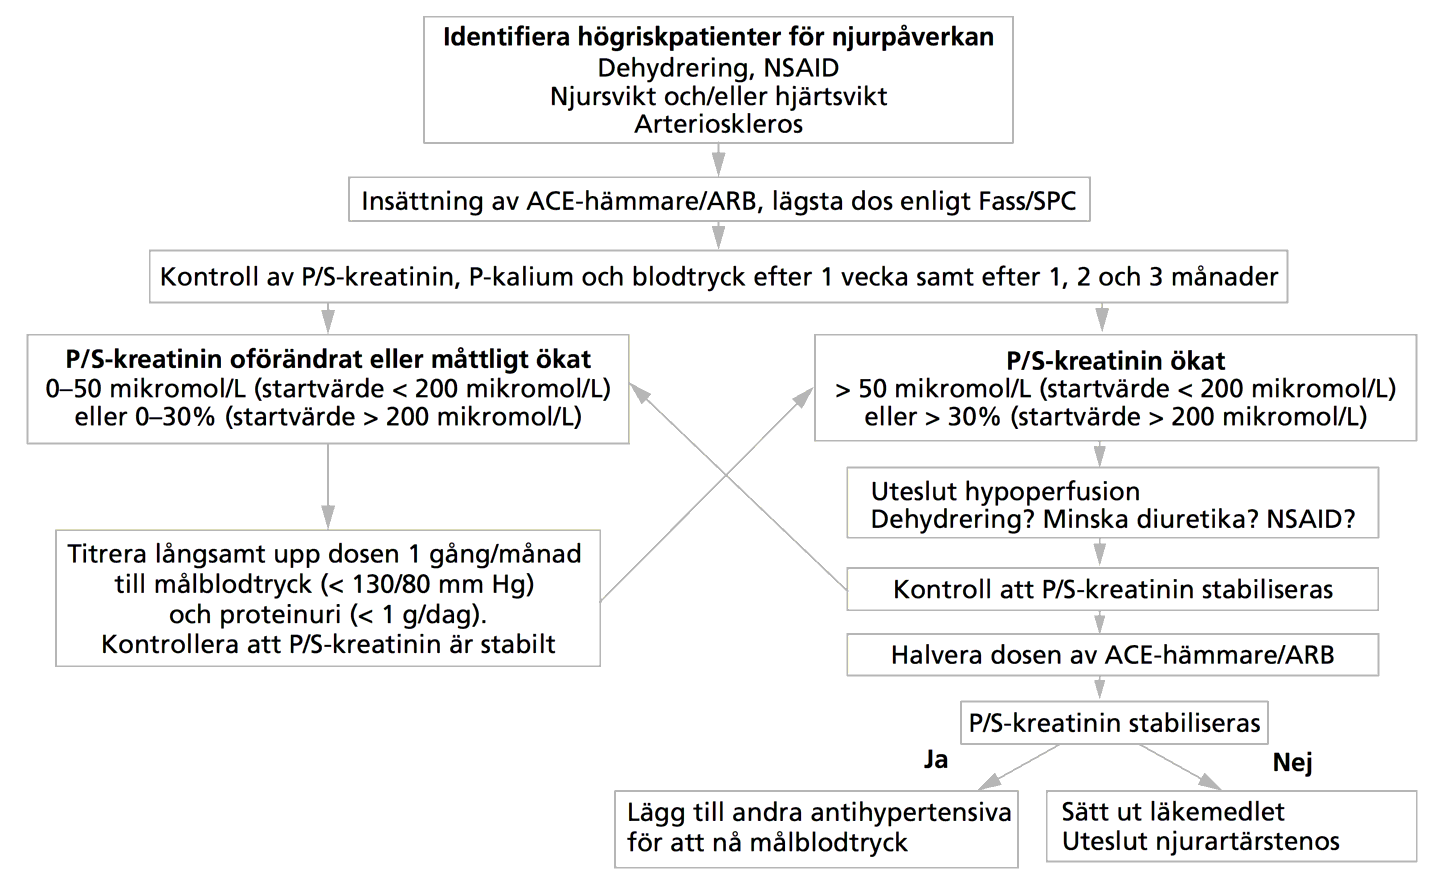 Identifiera högriskpatienter för njurpåverkan
Dehydrering, NSAID
Njursvikt och/eller hjärtsvikt
Arterioskleros
Insättning av ACE-hämmare/ARB, lägsta dos enligt Fass/SPC
Kontroll av P/S-kreatinin, P-kalium och blodtryck efter 1 vecka samt efter 1, 2 och 3 månader
P/S-kreatinin oförändrat eller måttligt ökat
0–50 mikromol/L (startvärde < 200 mikromol/L)
eller 0–30% (startvärde > 200 mikromol/L)
P/S-kreatinin ökat
> 50 mikromol/L (startvärde < 200 mikromol/L)
eller > 30% (startvärde > 200 mikromol/L)
Titrera långsamt upp dosen 1 gång/månad
till målblodtryck (< 130/80 mm Hg)
och proteinuri (< 1 g/dag).
Kontrollera att P/S-kreatinin är stabilt
Uteslut hypoperfusion
Dehydrering? Minska diuretika? NSAID?
Kontroll att P/S-kreatinin stabiliseras
Halvera dosen av ACE-hämmare/ARB
P/S-kreatinin stabiliseras
Ja
Nej
Lägg till andra antihypertensiva
för att nå målblodtryck
Sätt ut läkemedlet
Uteslut njurartärstenos